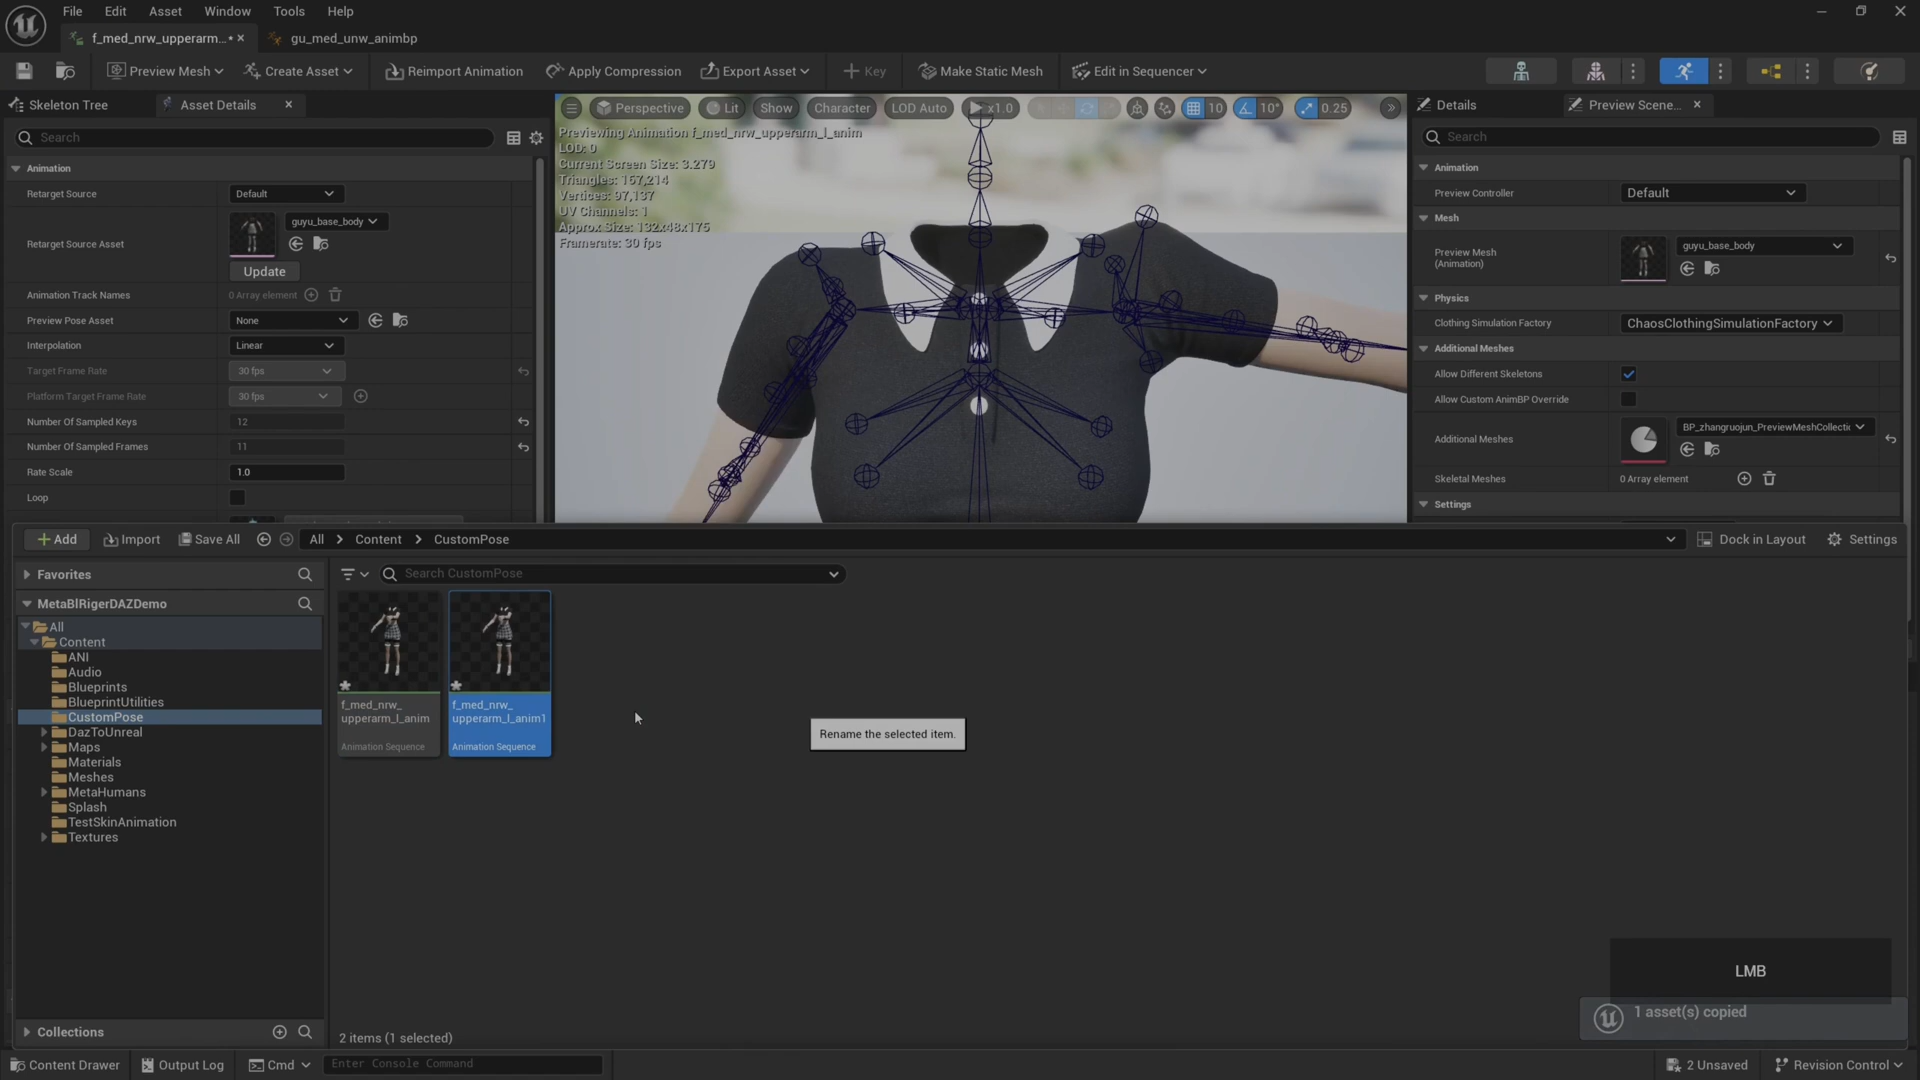 File Edit Asset Window Tools Help
f_med_nrw_upperarm...• × gu_med_unw_animbp
Preview Mesh Create Asset Reimport Animation Apply Compression Export Asset Key Make Static Mesh Edit in Sequencer
Skeleton Tree Asset Details ×
Search
Animation
Retarget Source Default
Retarget Source Asset guyu_base_body
Update
Animation Track Names 0 Array element
Preview Pose Asset None
Interpolation Linear
Target Frame Rate 30 fps
Platform Target Frame Rate 30 fps
Number Of Sampled Keys 12
Number Of Sampled Frames 11
Rate Scale 1.0
Loop
Perspective Lit Show Character LOD Auto x1.0 10 10° 0.25
Previewing Animation f_med_nrw_upperarm_l_anim
LOD: 0
Current Screen Size: 3.279
Triangles: 167,214
Vertices: 97,137
UV Channels: 1
Approx Size: 132x48x175
Framerate: 30 fps
Details Preview Scene... ×
Search
Animation
Preview Controller Default
Mesh
Preview Mesh
(Animation)
guyu_base_body
Physics
Clothing Simulation Factory ChaosClothingSimulationFactory
Additional Meshes
Allow Different Skeletons
Allow Custom AnimBP Override
Additional Meshes BP_zhangruojun_PreviewMeshCollecti
Skeletal Meshes 0 Array element
Settings
Add Import Save All All > Content > CustomPose Dock in Layout Settings
Favorites
MetaBlRigerDAZDemo
All
Content
ANI
Audio
Blueprints
BlueprintUtilities
CustomPose
DazToUnreal
Maps
Materials
Meshes
MetaHumans
Splash
TestSkinAnimation
Textures
Collections
Search CustomPose
f_med_nrw_
upperarm_l_anim
Animation Sequence
f_med_nrw_
upperarm_l_anim1
Animation Sequence
Rename the selected item.
2 items (1 selected)
LMB
1 asset(s) copied
Content Drawer Output Log Cmd Enter Console Command 2 Unsaved Revision Control